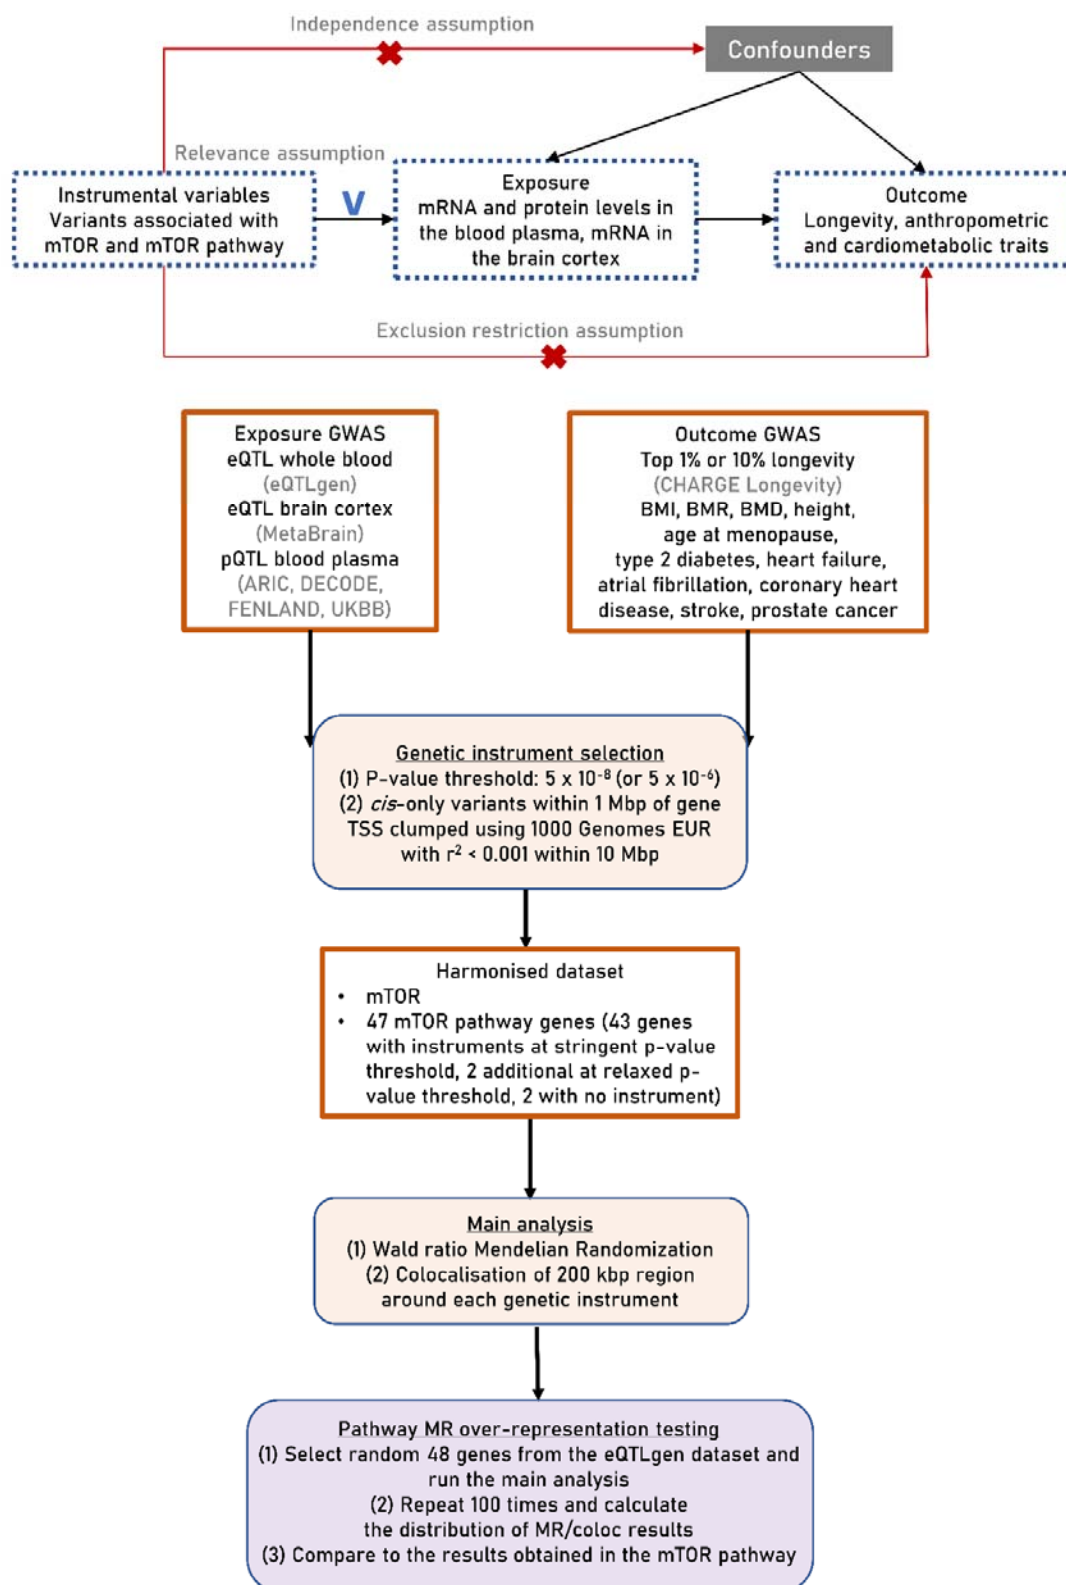 Independence assumption
Confounders
Relevance assumption
Instrumental variables
Variants associated with
mTOR and mTOR pathway
V
Exposure
mRNA and protein levels in
the blood plasma, mRNA in
the brain cortex
Outcome
Longevity, anthropometric
and cardiometabolic traits
Exclusion restriction assumption
Exposure GWAS
eQTL whole blood
(eQTLgen)
eQTL brain cortex
(MetaBrain)
pQTL blood plasma
(ARIC, DECODE,
FENLAND, UKBB)
Outcome GWAS
Top 1% or 10% longevity
(CHARGE Longevity)
BMI, BMR, BMD, height,
age at menopause,
type 2 diabetes, heart failure,
atrial fibrillation, coronary heart
disease, stroke, prostate cancer
Genetic instrument selection
(1) P-value threshold: 5 x 10⁻⁸ (or 5 x 10⁻⁶)
(2) cis-only variants within 1 Mbp of gene
TSS clumped using 1000 Genomes EUR
with r² < 0.001 within 10 Mbp
Harmonised dataset
• mTOR
• 47 mTOR pathway genes (43 genes
with instruments at stringent p-value
threshold, 2 additional at relaxed p-
value threshold, 2 with no instrument)
Main analysis
(1) Wald ratio Mendelian Randomization
(2) Colocalisation of 200 kbp region
around each genetic instrument
Pathway MR over-representation testing
(1) Select random 48 genes from the eQTLgen dataset and
run the main analysis
(2) Repeat 100 times and calculate
the distribution of MR/coloc results
(3) Compare to the results obtained in the mTOR pathway